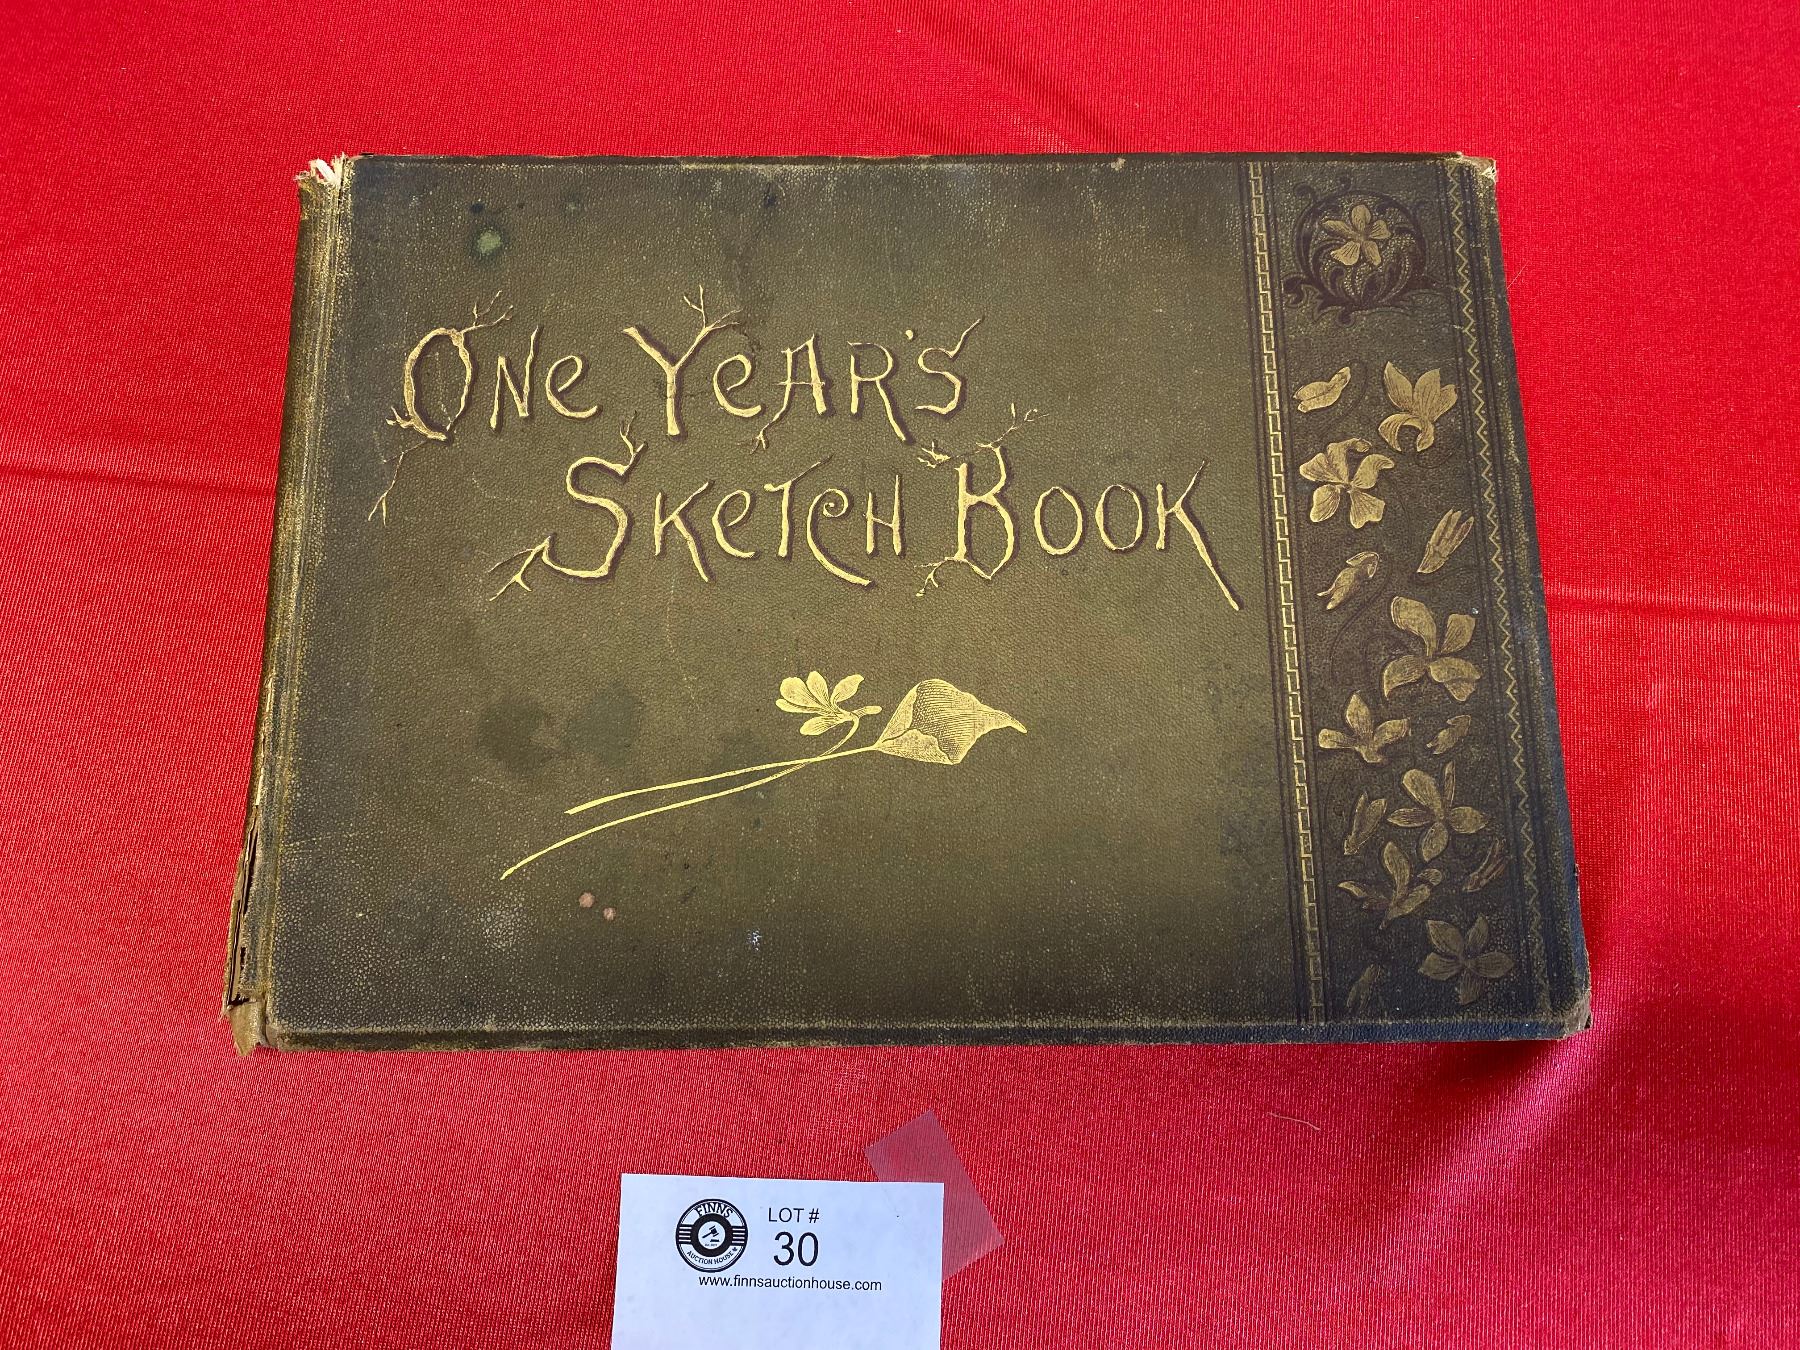 One Year's
Sketch Book
FINNS
AUCTION HOUSE
LOT #
30
www.finnsauctionhouse.com